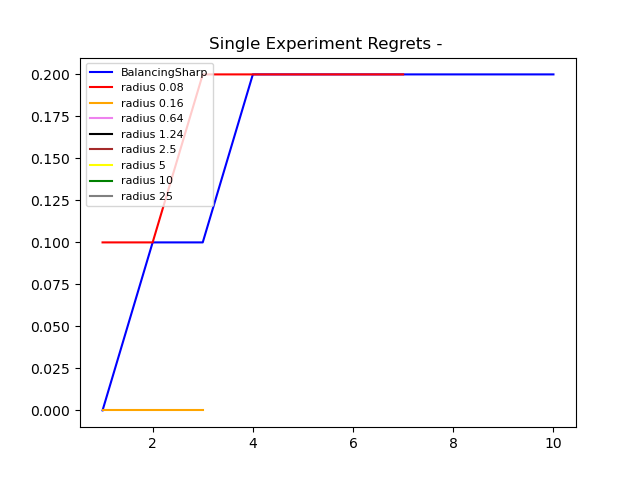 Single Experiment Regrets -
BalancingSharp
radius 0.08
radius 0.16
radius 0.64
radius 1.24
radius 2.5
radius 5
radius 10
radius 25
0.200
0.175
0.150
0.125
0.100
0.075
0.050
0.025
0.000
2 4 6 8 10